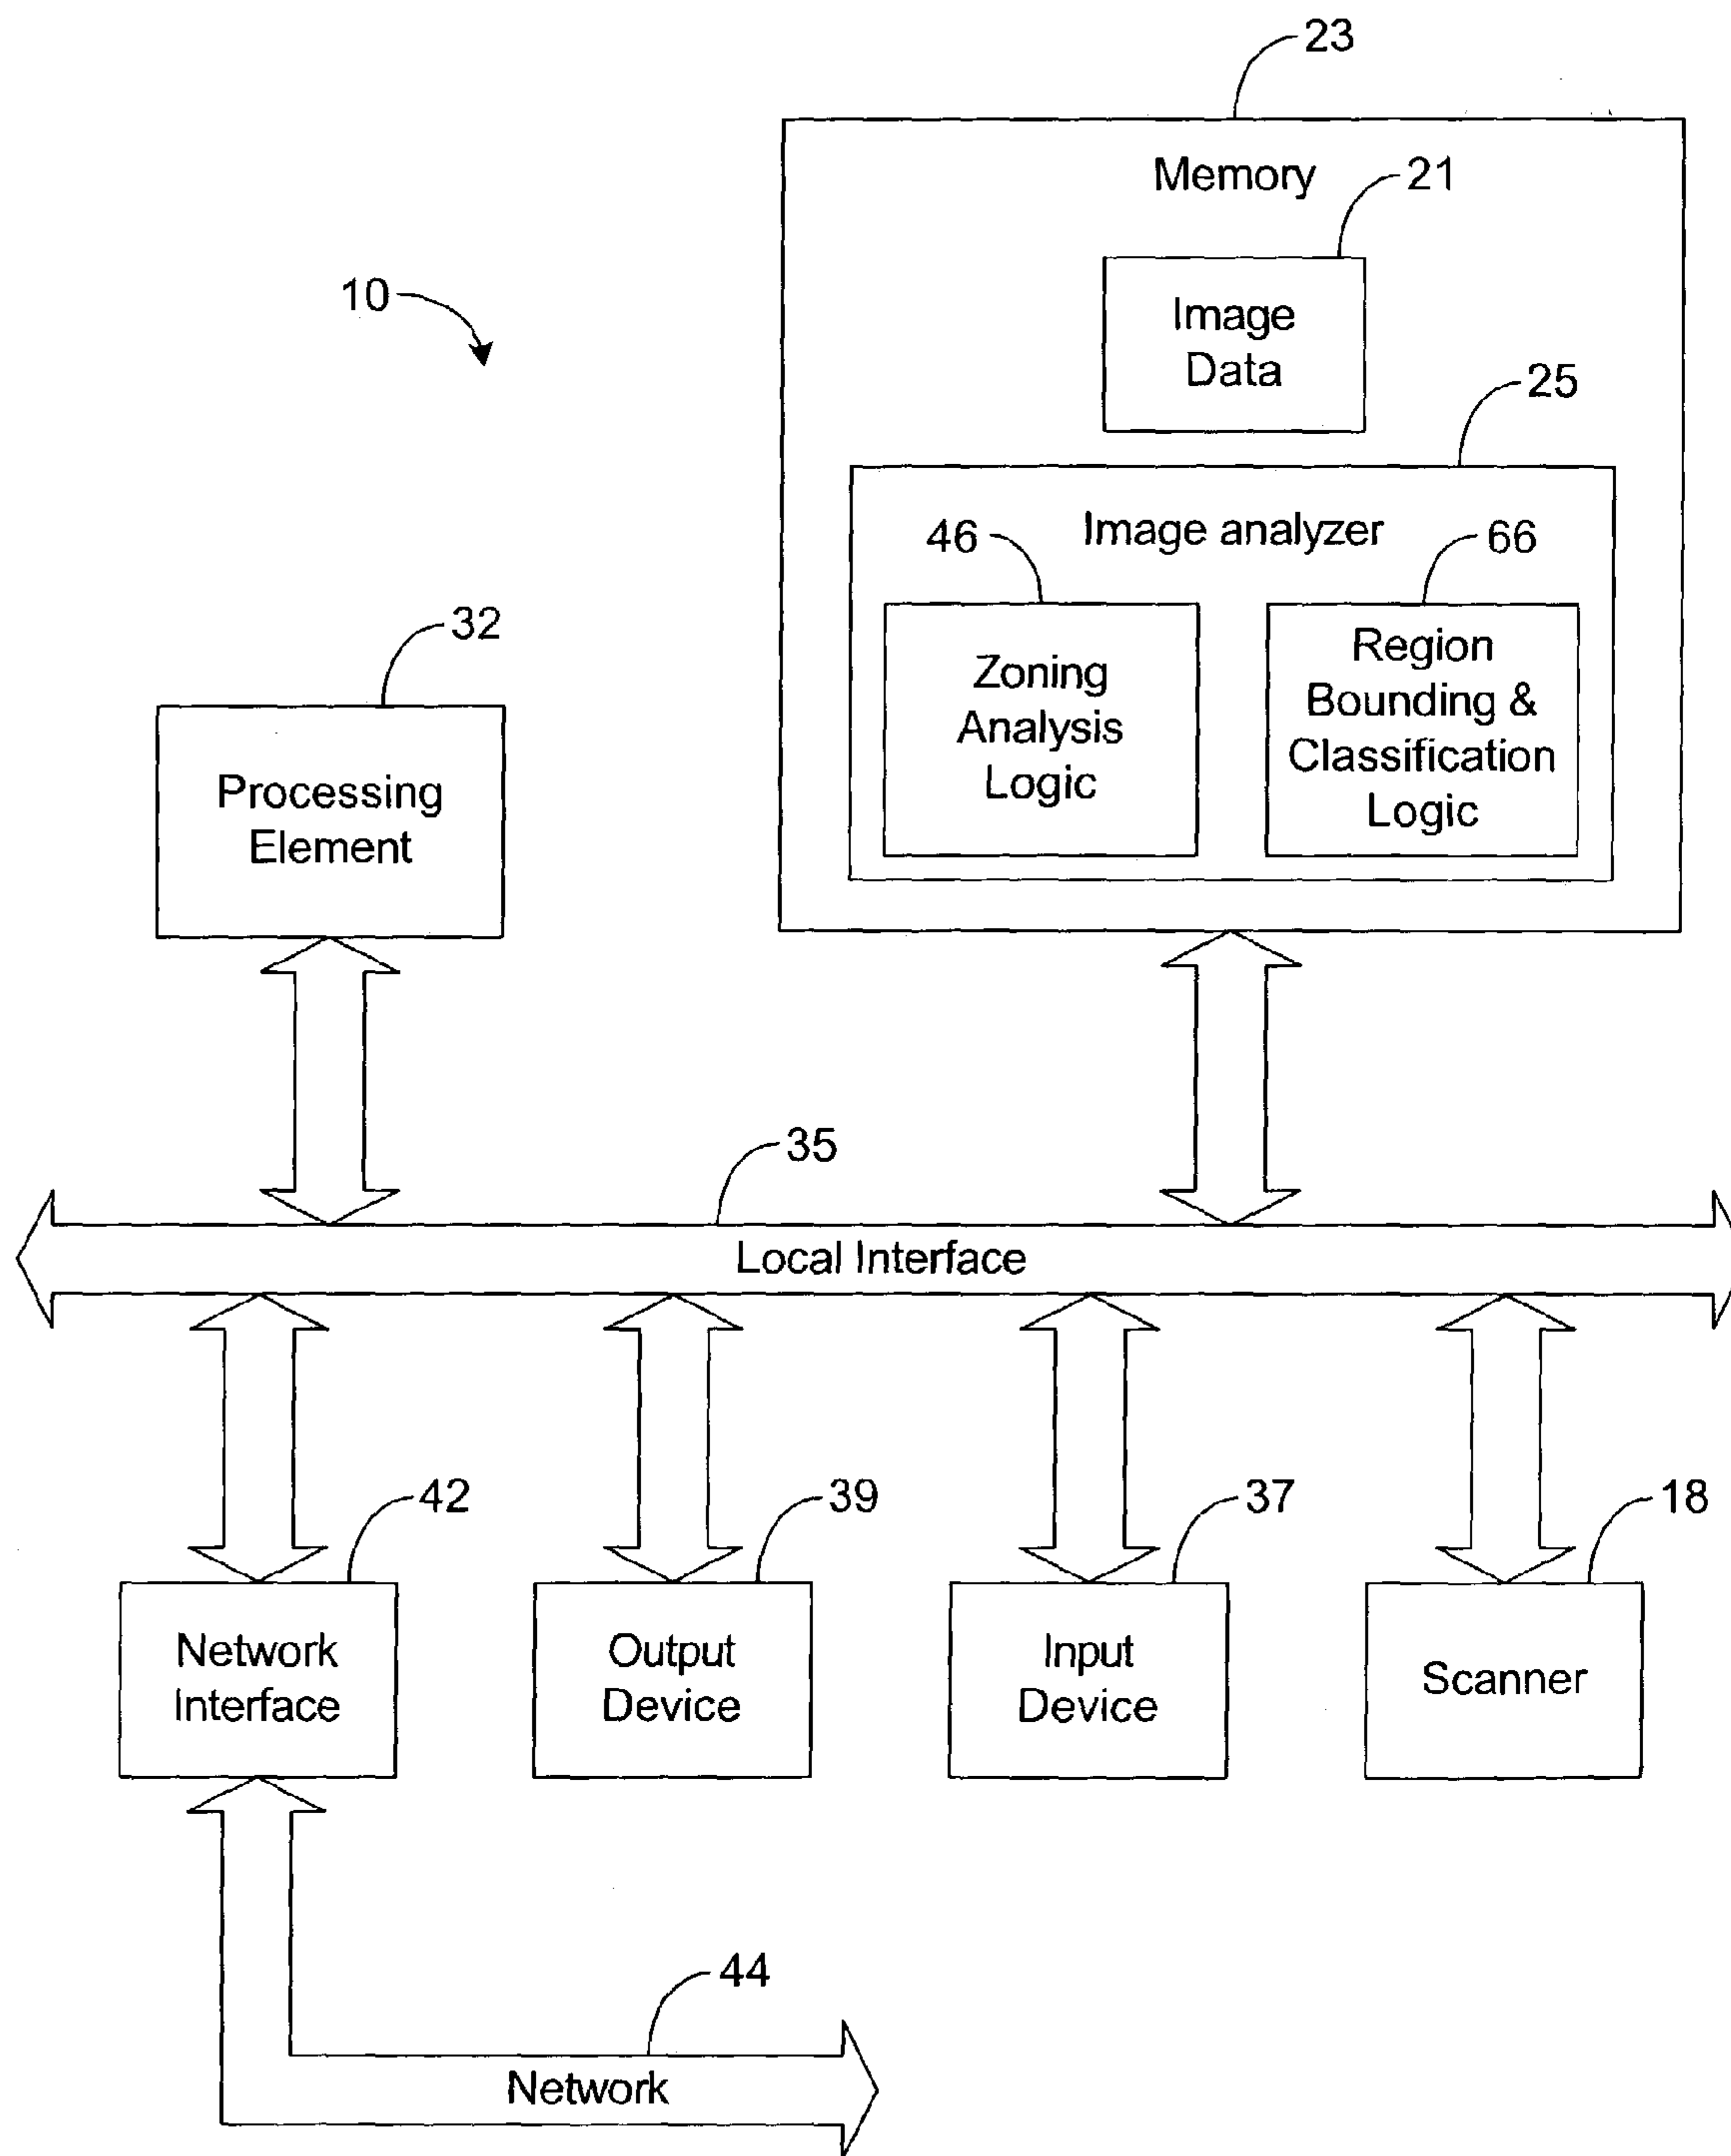 23
Memory
21
10
Image
Data
25
Image analyzer
46
66
32
Zoning
Analysis
Logic
Region
Bounding &
Classification
Logic
Processing
Element
35
Local Interface
42
39
37
18
Network
Interface
Output
Device
Input
Device
Scanner
44
Network